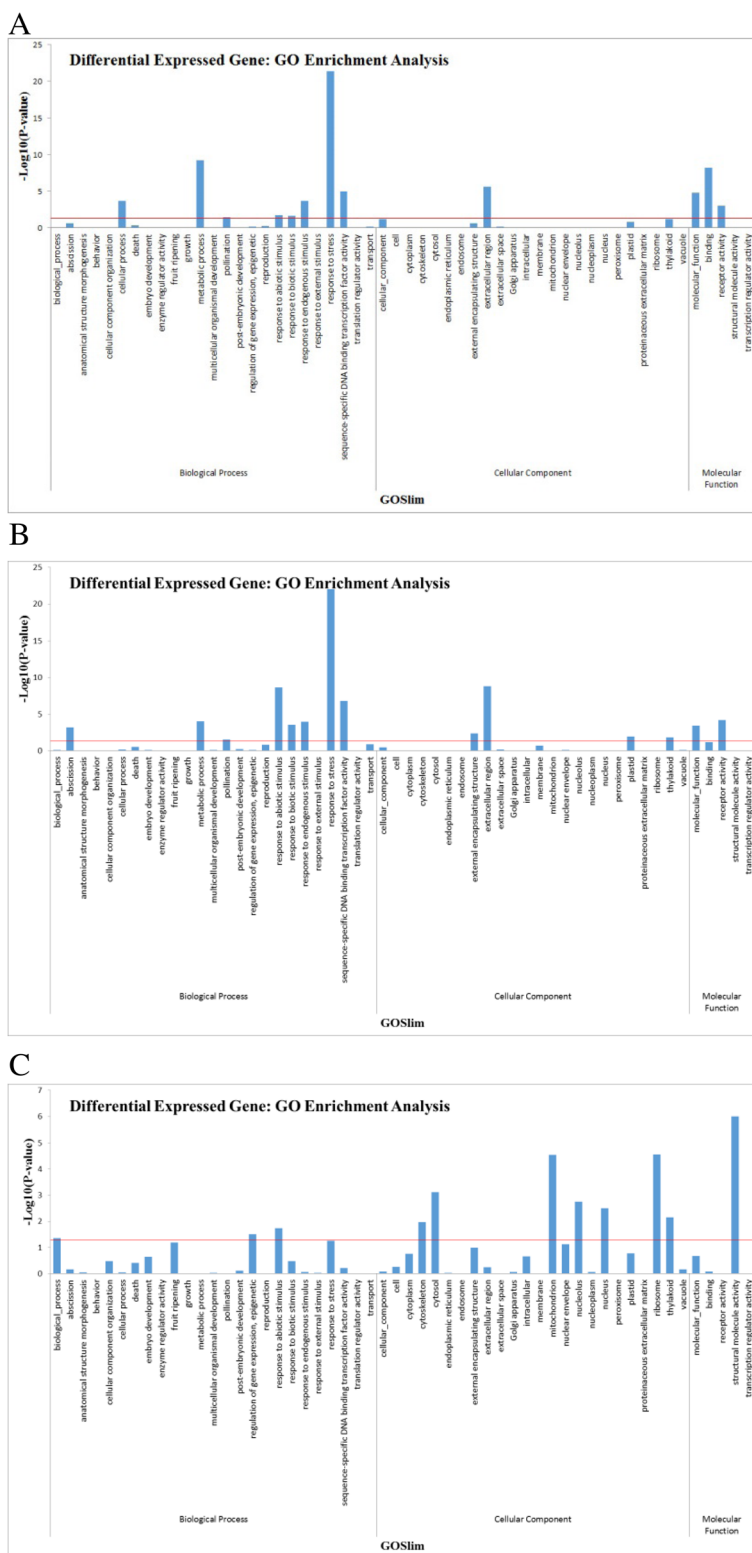 A
Differential Expressed Gene: GO Enrichment Analysis
25
20
15
10
5
0
-Log10(P-value)
biological_process
abscission
anatomical structure morphogenesis
behavior
cellular component organization
cellular process
death
embryo development
enzyme regulator activity
fruit ripening
growth
metabolic process
multicellular organismal development
pollination
post-embryonic development
regulation of gene expression, epigenetic
reproduction
response to abiotic stimulus
response to biotic stimulus
response to endogenous stimulus
response to external stimulus
response to stress
sequence-specific DNA binding transcription factor activity
translation regulator activity
transport
cellular_component
cell
cytoplasm
cytoskeleton
cytosol
endoplasmic reticulum
endosome
external encapsulating structure
extracellular region
extracellular space
Golgi apparatus
intracellular
membrane
mitochondrion
nuclear envelope
nucleolus
nucleoplasm
nucleus
peroxisome
plastid
proteinaceous extracellular matrix
ribosome
thylakoid
vacuole
molecular_function
binding
receptor activity
structural molecule activity
transcription regulator activity
Biological Process
Cellular Component
Molecular
Function
GOSlim
B
Differential Expressed Gene: GO Enrichment Analysis
25
20
15
10
5
0
-Log10(P-value)
biological_process
abscission
anatomical structure morphogenesis
behavior
cellular component organization
cellular process
death
embryo development
enzyme regulator activity
fruit ripening
growth
metabolic process
multicellular organismal development
pollination
post-embryonic development
regulation of gene expression, epigenetic
reproduction
response to abiotic stimulus
response to biotic stimulus
response to endogenous stimulus
response to external stimulus
response to stress
sequence-specific DNA binding transcription factor activity
translation regulator activity
transport
cellular_component
cell
cytoplasm
cytoskeleton
cytosol
endoplasmic reticulum
endosome
external encapsulating structure
extracellular region
extracellular space
Golgi apparatus
intracellular
membrane
mitochondrion
nuclear envelope
nucleolus
nucleoplasm
nucleus
peroxisome
plastid
proteinaceous extracellular matrix
ribosome
thylakoid
vacuole
molecular_function
binding
receptor activity
structural molecule activity
transcription regulator activity
Biological Process
Cellular Component
Molecular
Function
GOSlim
C
Differential Expressed Gene: GO Enrichment Analysis
7
6
5
4
3
2
1
0
-Log10(P-value)
biological_process
abscission
anatomical structure morphogenesis
behavior
cellular component organization
cellular process
death
embryo development
enzyme regulator activity
fruit ripening
growth
metabolic process
multicellular organismal development
pollination
post-embryonic development
regulation of gene expression, epigenetic
reproduction
response to abiotic stimulus
response to biotic stimulus
response to endogenous stimulus
response to external stimulus
response to stress
sequence-specific DNA binding transcription factor activity
translation regulator activity
transport
cellular_component
cell
cytoplasm
cytoskeleton
cytosol
endoplasmic reticulum
endosome
external encapsulating structure
extracellular region
extracellular space
Golgi apparatus
intracellular
membrane
mitochondrion
nuclear envelope
nucleolus
nucleoplasm
nucleus
peroxisome
plastid
proteinaceous extracellular matrix
ribosome
thylakoid
vacuole
molecular_function
binding
receptor activity
structural molecule activity
transcription regulator activity
Biological Process
Cellular Component
Molecular
Function
GOSlim